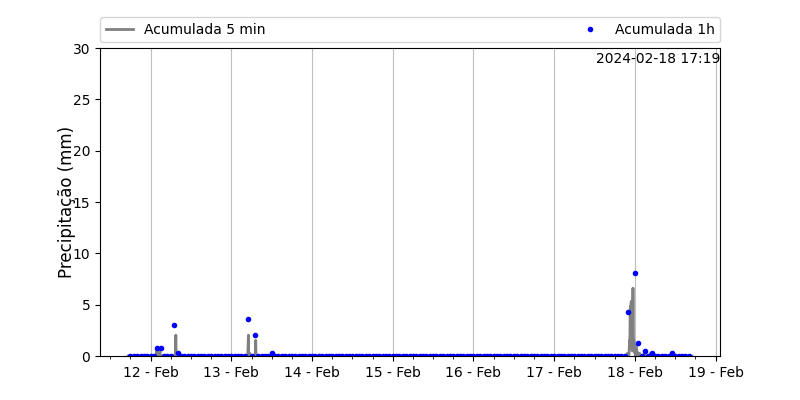 Acumulada 5 min
Acumulada 1h
2024-02-18 17:19
Precipitação (mm)
30
25
20
15
10
5
0
12 - Feb
13 - Feb
14 - Feb
15 - Feb
16 - Feb
17 - Feb
18 - Feb
19 - Feb